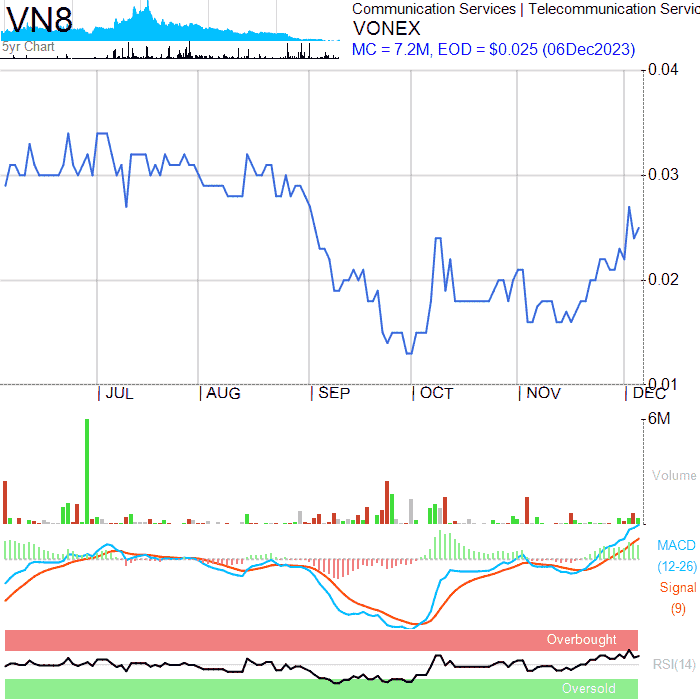 VN8
Communication Services | Telecommunication Servic
VONEX
5yr Chart
MC = 7.2M, EOD = $0.025 (06Dec2023)
0.04
0.03
0.02
0.01
JUL AUG SEP OCT NOV DEC
6M
Volume
MACD
(12-26)
Signal
(9)
Overbought
RSI(14)
Oversold